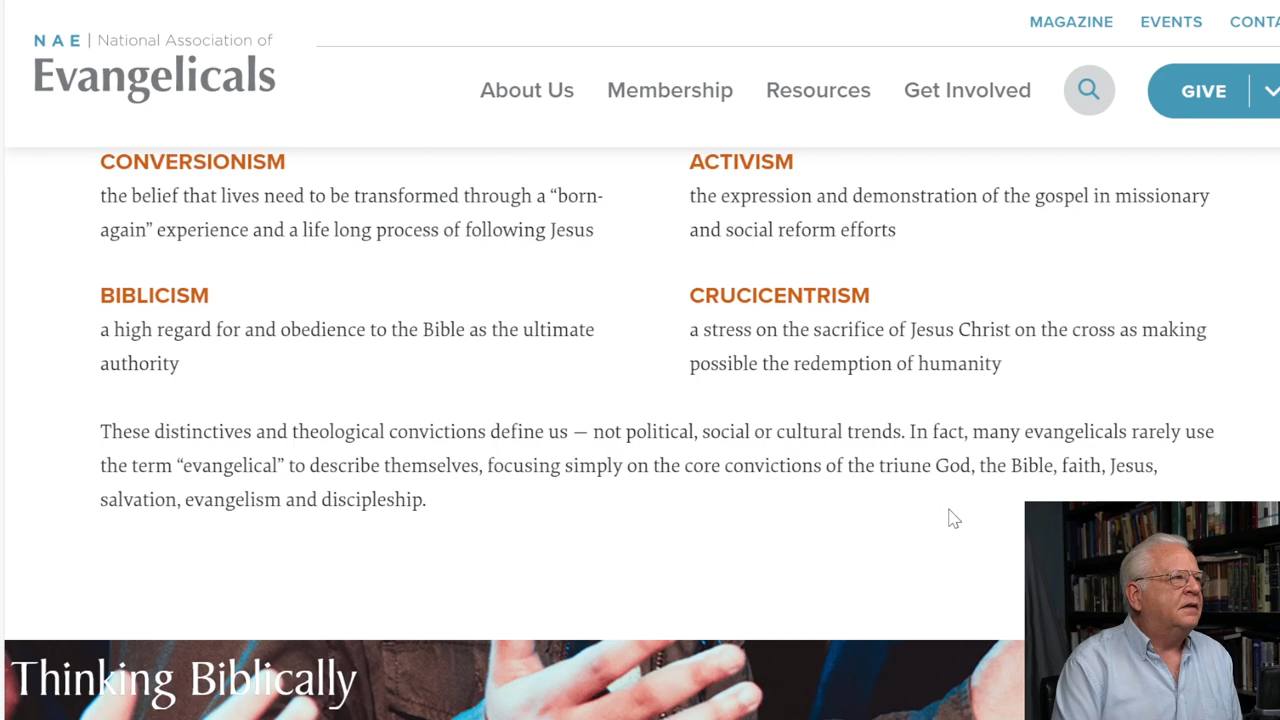 MAGAZINE EVENTS CONTA
NAE | National Association of
Evangelicals
About Us Membership Resources Get Involved GIVE
CONVERSIONISM
the belief that lives need to be transformed through a “born-
again” experience and a life long process of following Jesus
ACTIVISM
the expression and demonstration of the gospel in missionary
and social reform efforts
BIBLICISM
a high regard for and obedience to the Bible as the ultimate
authority
CRUCICENTRISM
a stress on the sacrifice of Jesus Christ on the cross as making
possible the redemption of humanity
These distinctives and theological convictions define us — not political, social or cultural trends. In fact, many evangelicals rarely use
the term “evangelical” to describe themselves, focusing simply on the core convictions of the triune God, the Bible, faith, Jesus,
salvation, evangelism and discipleship.
Thinking Biblically